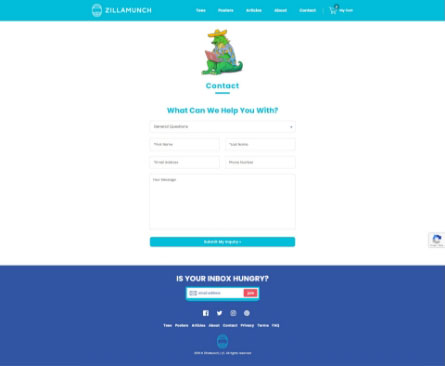 ZILLAMUNCH
Tees Posters Articles About Contact My Cart
Contact
What Can We Help You With?
General Questions
First Name
Last Name
Email Address
Phone Number
Your Message
Submit My Inquiry
IS YOUR INBOX HUNGRY?
email address
Join
Tees Posters Articles About Contact Privacy Terms FAQ
Zillamunch, LLC. All rights reserved.